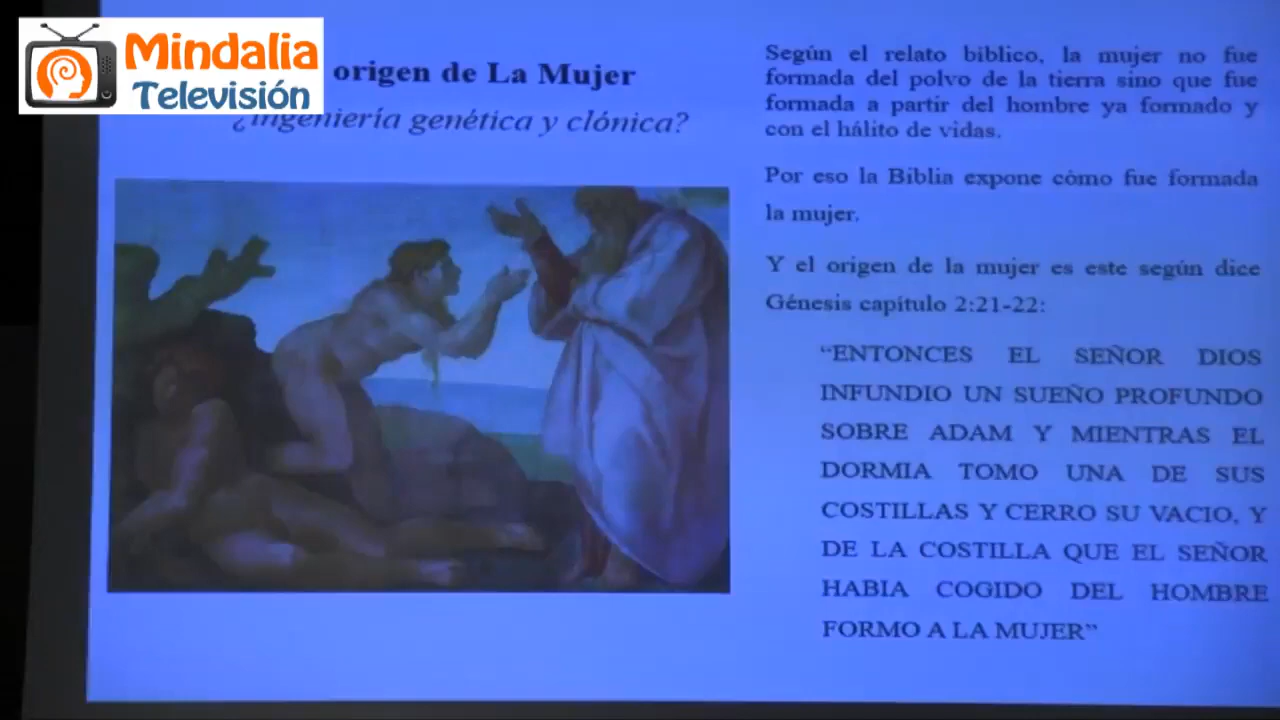 Mindalia
Televisión
origen de La Mujer
¿Ingeniería genética y clónica?
Según el relato bíblico, la mujer no fue
formada del polvo de la tierra sino que fue
formada a partir del hombre ya formado y
con el hálito de vidas.
Por eso la Biblia expone cómo fue formada
la mujer.
Y el origen de la mujer es este según dice
Génesis capítulo 2:21-22:
“ENTONCES EL SEÑOR DIOS
INFUNDIO UN SUEÑO PROFUNDO
SOBRE ADAM Y MIENTRAS EL
DORMIA TOMO UNA DE SUS
COSTILLAS Y CERRO SU VACIO, Y
DE LA COSTILLA QUE EL SEÑOR
HABIA COGIDO DEL HOMBRE
FORMO A LA MUJER”